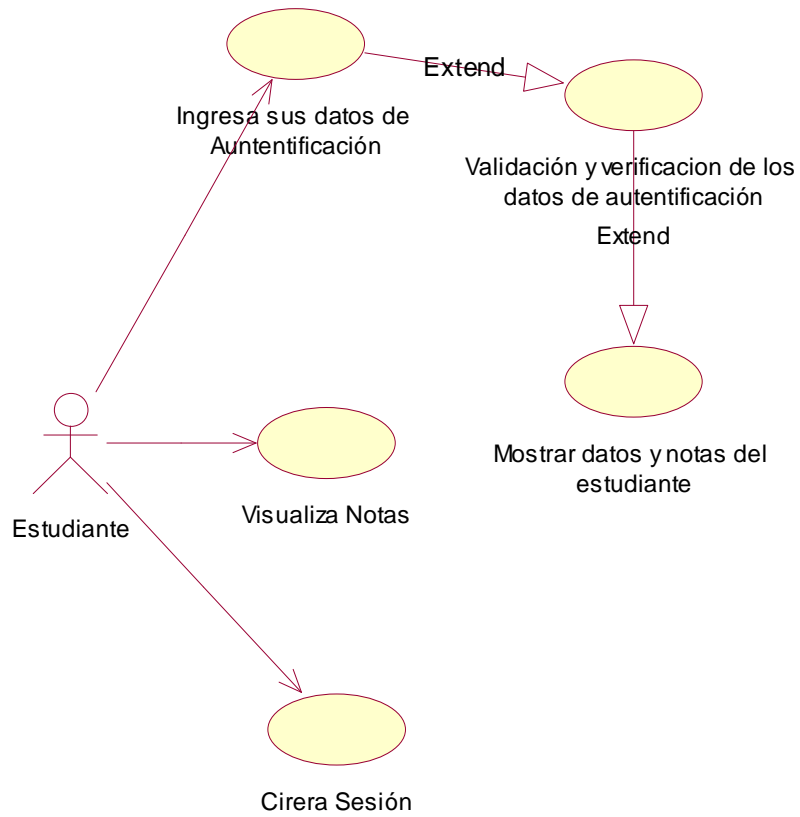 Extend
Ingresa sus datos de
Auntentificación
Validación y verificacion de los
datos de autentificación
Extend
Mostrar datos y notas del
estudiante
Visualiza Notas
Estudiante
Cirera Sesión